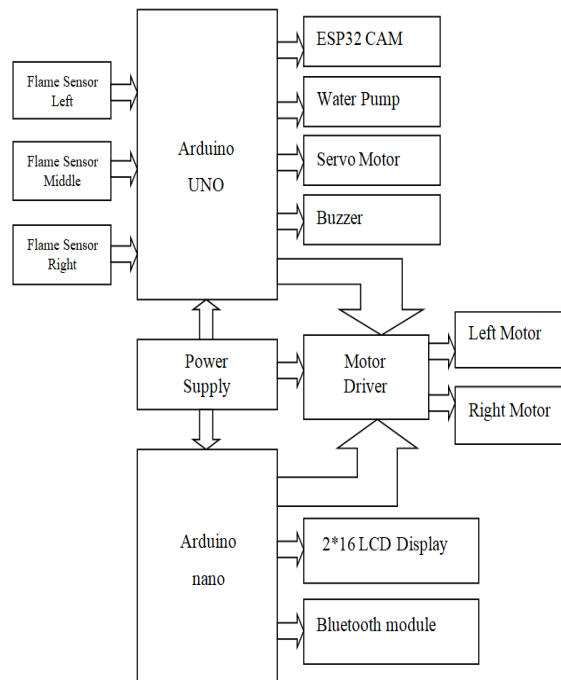 ESP32 CAM
Flame Sensor
Left
Water Pump
Arduino
UNO
Flame Sensor
Middle
Servo Motor
Buzzer
Flame Sensor
Right
Left Motor
Power
Supply
Motor
Driver
Right Motor
Arduino
nano
2*16 LCD Display
Bluetooth module